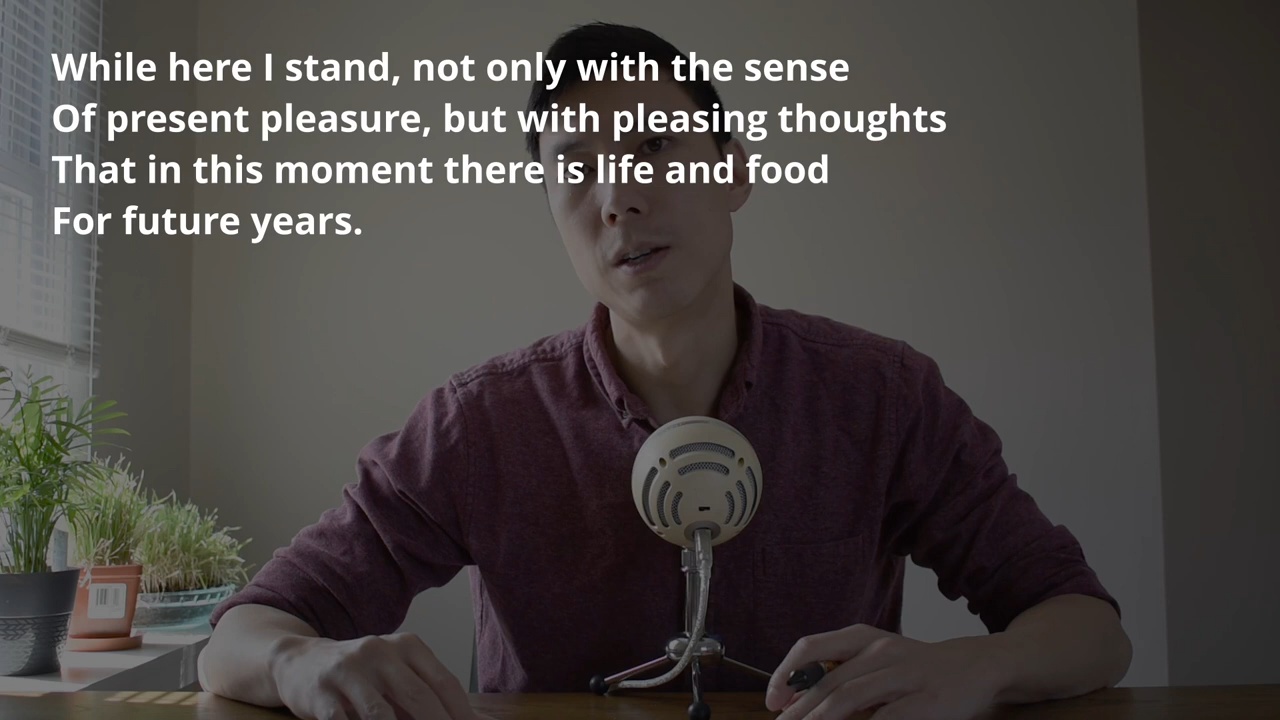 While here I stand, not only with the sense
Of present pleasure, but with pleasing thoughts
That in this moment there is life and food
For future years.